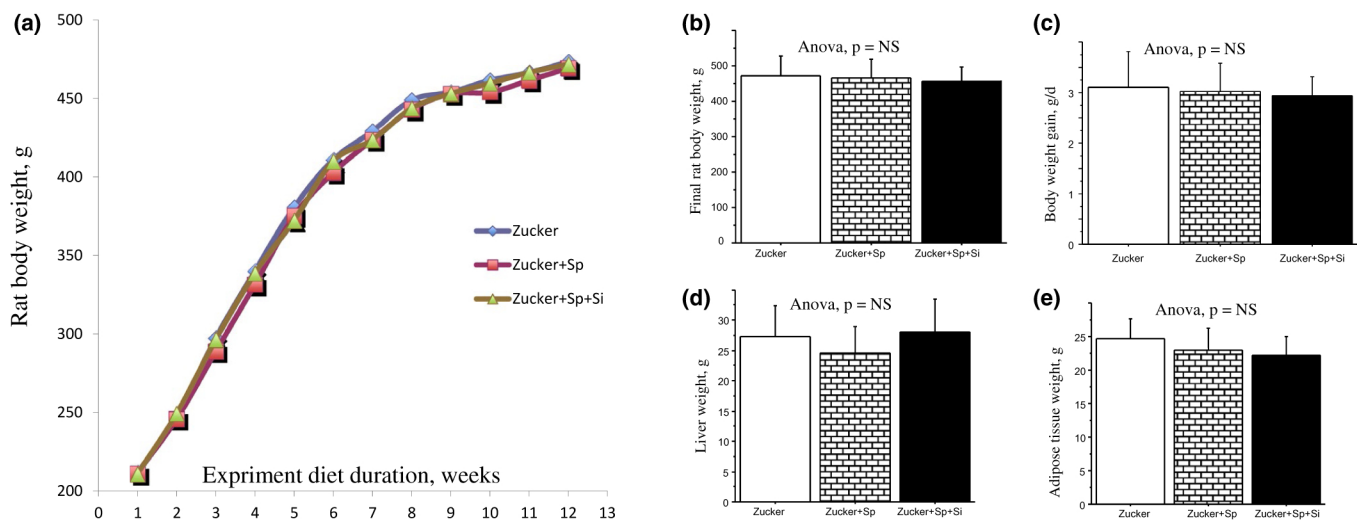 (a)
500
450
400
350
300
250
200
Rat body weight, g
Zucker
Zucker+Sp
Zucker+Sp+Si
Expriment diet duration, weeks
0 1 2 3 4 5 6 7 8 9 10 11 12 13
(b)
Anova, p = NS
500
400
300
200
100
0
Final rat body weight, g
Zucker Zucker+Sp Zucker+Sp+Si
(c)
Anova, p = NS
3
3
2
2
1
1
0
Body weight gain, g/d
Zucker Zucker+Sp Zucker+Sp+Si
(d)
Anova, p = NS
30
25
20
15
10
5
0
Liver weight, g
Zucker Zucker+Sp Zucker+Sp+Si
(e)
Anova, p = NS
25
20
10
5
0
Adipose tissue weight, g
Zucker Zucker+Sp Zucker+Sp+Si